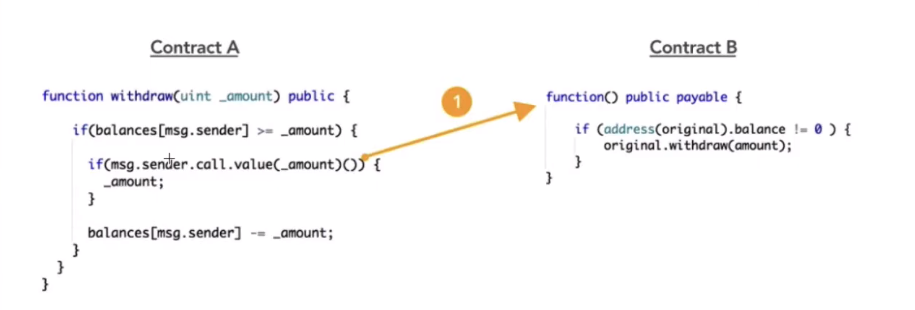 Contract A
function withdraw(uint _amount) public {
if(balances[msg.sender] >= _amount) {
if(msg.sender.call.value(_amount)()) {
_amount;
}
balances[msg.sender] -= _amount;
}
}
}
1
Contract B
function() public payable {
if (address(original).balance != 0 ) {
original.withdraw(amount);
}
}